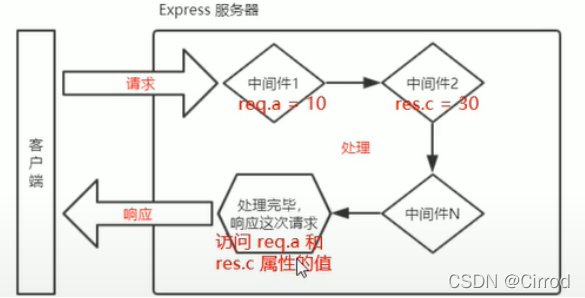 Express 服务器
请求
中间件1
req.a = 10
中间件2
res.c = 30
客
户
端
处理
响应
处理完毕,
响应这次请求
访问 req.a 和
res.c 属性的值
中间件N
CSDN @Cirrod